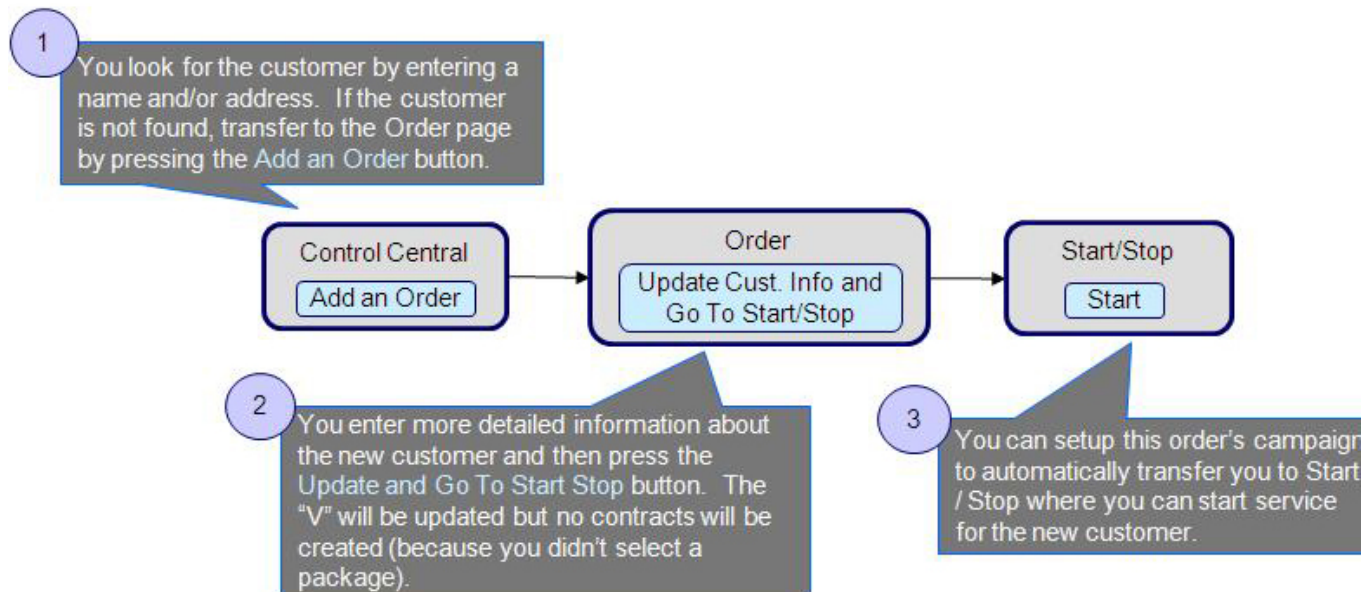 1
You look for the customer by entering a
name and/or address. If the customer
is not found, transfer to the Order page
by pressing the Add an Order button.
Control Central
Add an Order
Order
Update Cust. Info and
Go To Start/Stop
Start/Stop
Start
2
You enter more detailed information about
the new customer and then press the
Update and Go To Start Stop button. The
“V” will be updated but no contracts will be
created (because you didn’t select a
package).
3
You can setup this order’s campaign
to automatically transfer you to Start
/ Stop where you can start service
for the new customer.